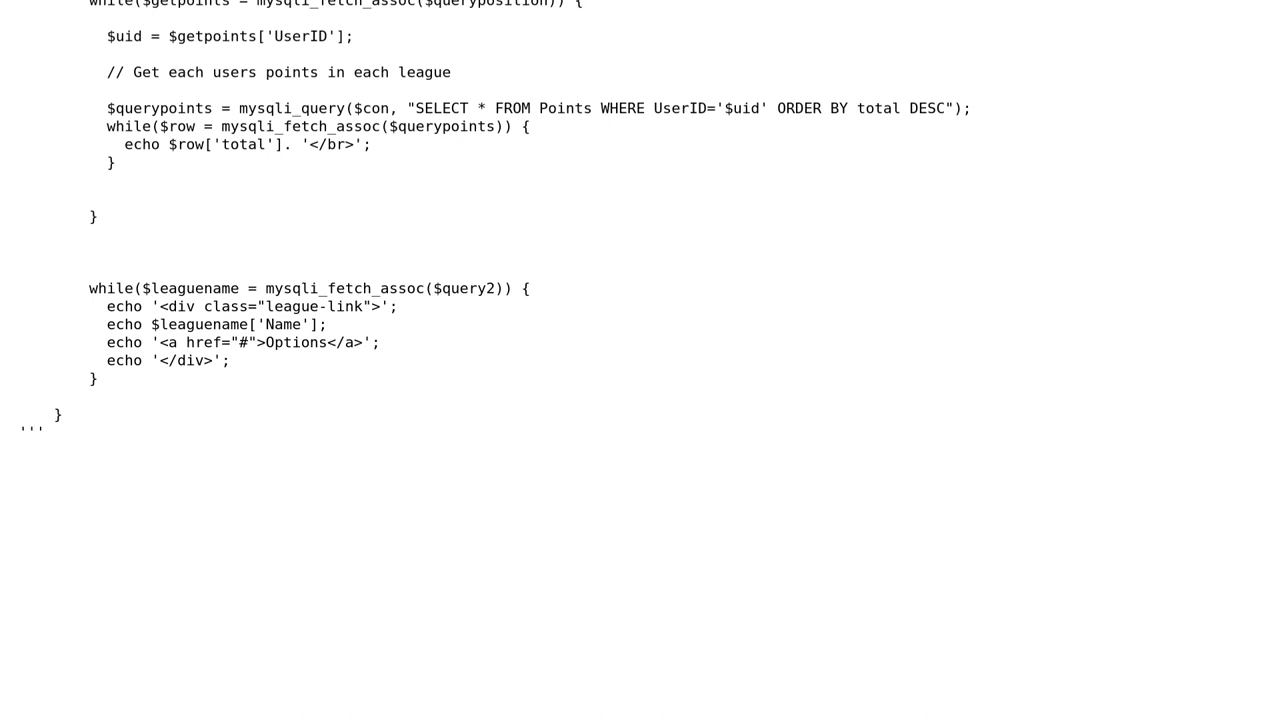 while($getpoints = mysqli_fetch_assoc($queryposition)) {
$uid = $getpoints['UserID'];
// Get each users points in each league
$querypoints = mysqli_query($con, "SELECT * FROM Points WHERE UserID='$uid' ORDER BY total DESC");
while($row = mysqli_fetch_assoc($querypoints)) {
echo $row['total']. '</br>';
}
}
while($leaguename = mysqli_fetch_assoc($query2)) {
echo '<div class="league-link">';
echo $leaguename['Name'];
echo '<a href="#">Options</a>';
echo '</div>';
}
}
'''